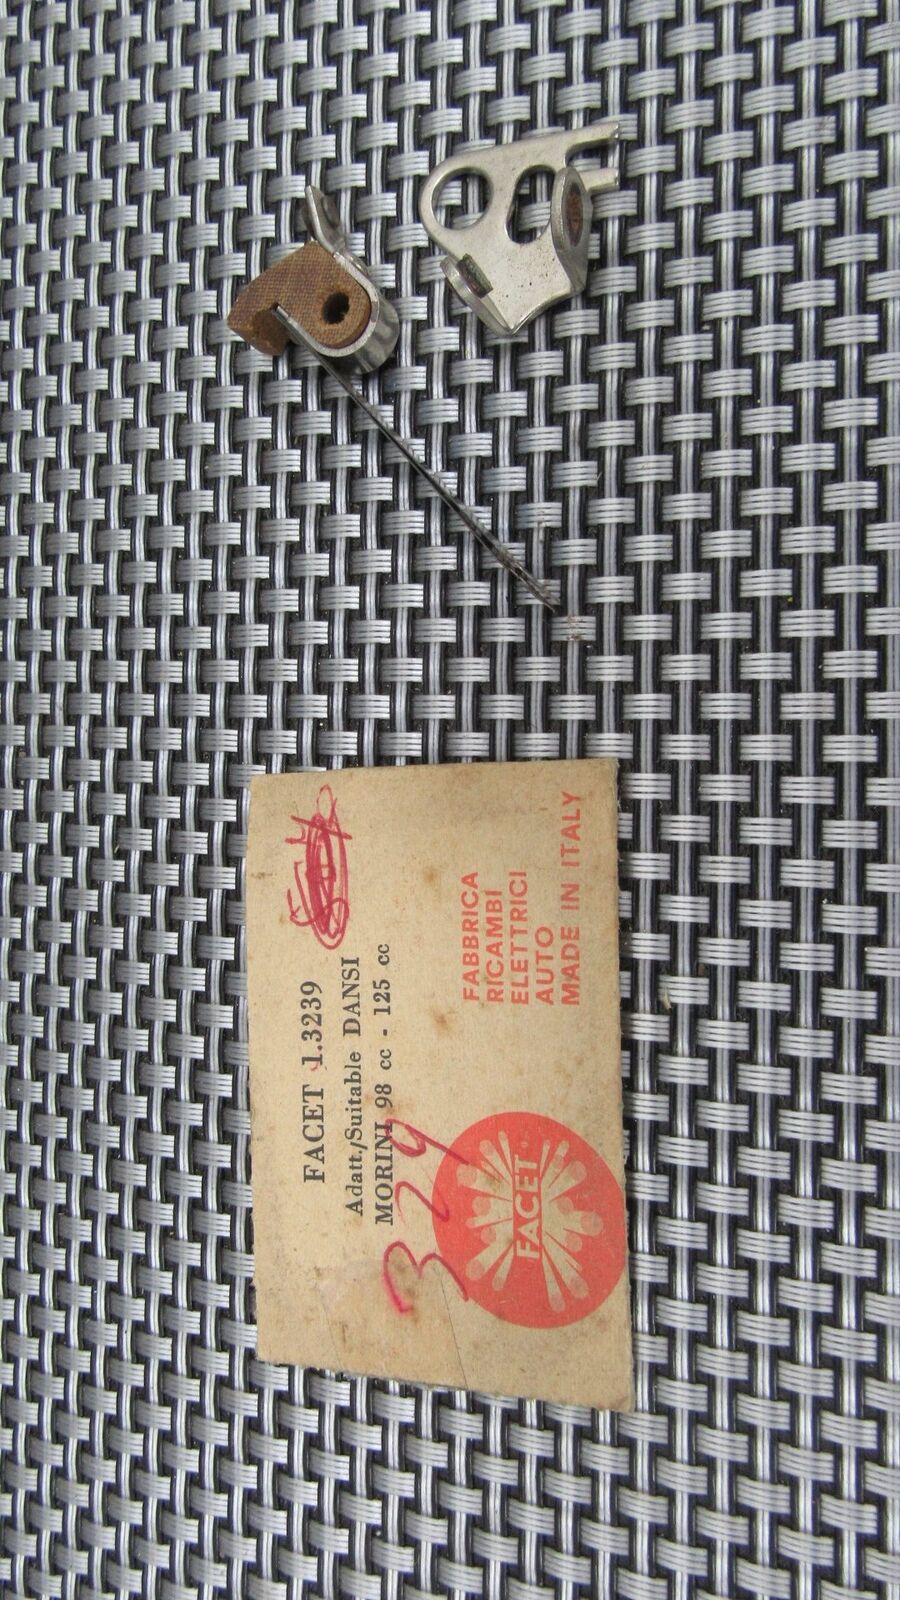 FACET 1.3239
Adatt./Suitable DANSI
MORINI 98 cc - 125 cc
329
FACET
FABBRICA
RICAMBI
ELETTRICI
AUTO
MADE IN ITALY